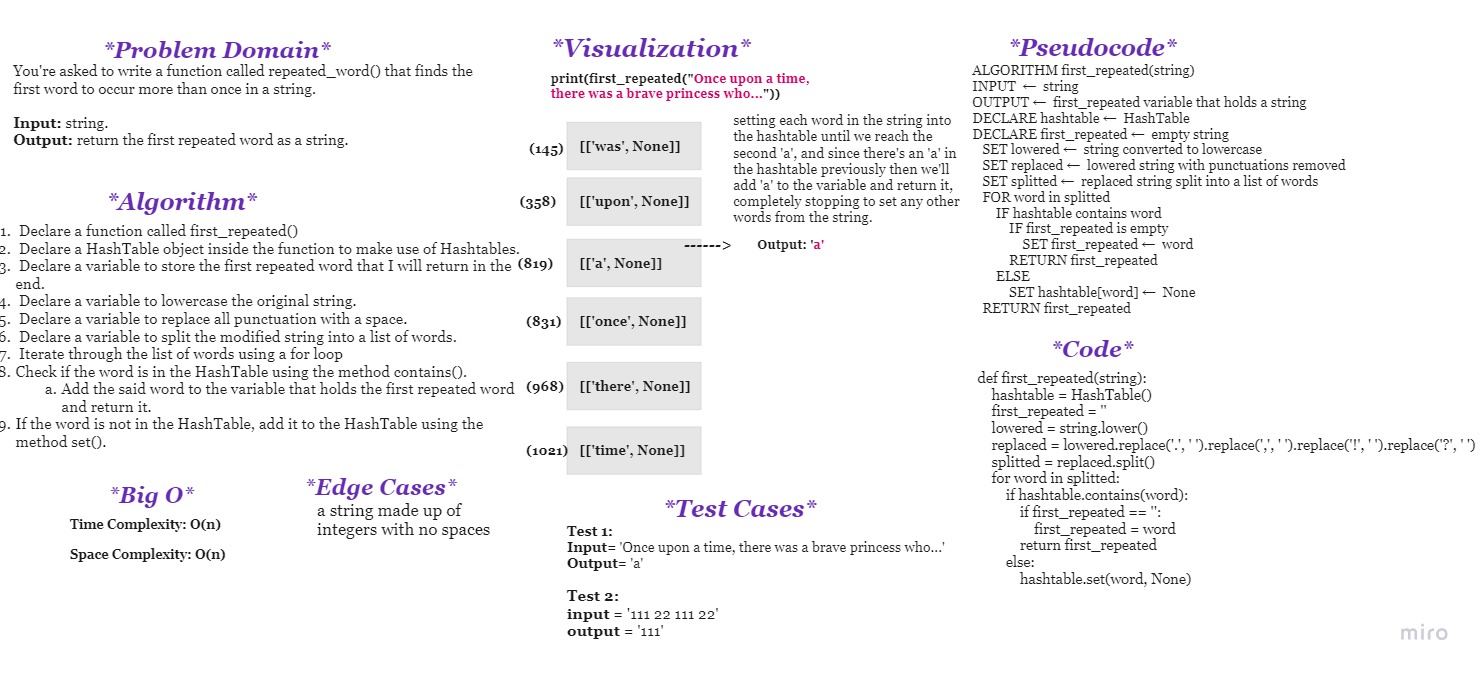 *Problem Domain*
You're asked to write a function called repeated_word() that finds the
first word to occur more than once in a string.
Input: string.
Output: return the first repeated word as a string.
*Algorithm*
1. Declare a function called first_repeated()
2. Declare a HashTable object inside the function to make use of Hashtables.
3. Declare a variable to store the first repeated word that I will return in the
end.
4. Declare a variable to lowercase the original string.
5. Declare a variable to replace all punctuation with a space.
6. Declare a variable to split the modified string into a list of words.
7. Iterate through the list of words using a for loop
8. Check if the word is in the HashTable using the method contains().
a. Add the said word to the variable that holds the first repeated word
and return it.
9. If the word is not in the HashTable, add it to the HashTable using the
method set().
*Big O*
Time Complexity: O(n)
Space Complexity: O(n)
*Edge Cases*
a string made up of
integers with no spaces
*Visualization*
print(first_repeated("Once upon a time,
there was a brave princess who..."))
(145) [['was', None]]
(358) [['upon', None]]
(819) [['a', None]]
(831) [['once', None]]
(968) [['there', None]]
(1021) [['time', None]]
setting each word in the string into
the hashtable until we reach the
second 'a', and since there's an 'a' in
the hashtable previously then we'll
add 'a' to the variable and return it,
completely stopping to set any other
words from the string.
------> Output: 'a'
*Test Cases*
Test 1:
Input= 'Once upon a time, there was a brave princess who...'
Output= 'a'
Test 2:
input = '111 22 111 22'
output = '111'
*Pseudocode*
ALGORITHM first_repeated(string)
INPUT ← string
OUTPUT ← first_repeated variable that holds a string
DECLARE hashtable ← HashTable
DECLARE first_repeated ← empty string
SET lowered ← string converted to lowercase
SET replaced ← lowered string with punctuations removed
SET splitted ← replaced string split into a list of words
FOR word in splitted
IF hashtable contains word
IF first_repeated is empty
SET first_repeated ← word
RETURN first_repeated
ELSE
SET hashtable[word] ← None
RETURN first_repeated
*Code*
def first_repeated(string):
hashtable = HashTable()
first_repeated = ''
lowered = string.lower()
replaced = lowered.replace('.', ' ').replace(',', ' ').replace('!', ' ').replace('?', ' ')
splitted = replaced.split()
for word in splitted:
if hashtable.contains(word):
if first_repeated == '':
first_repeated = word
return first_repeated
else:
hashtable.set(word, None)
miro